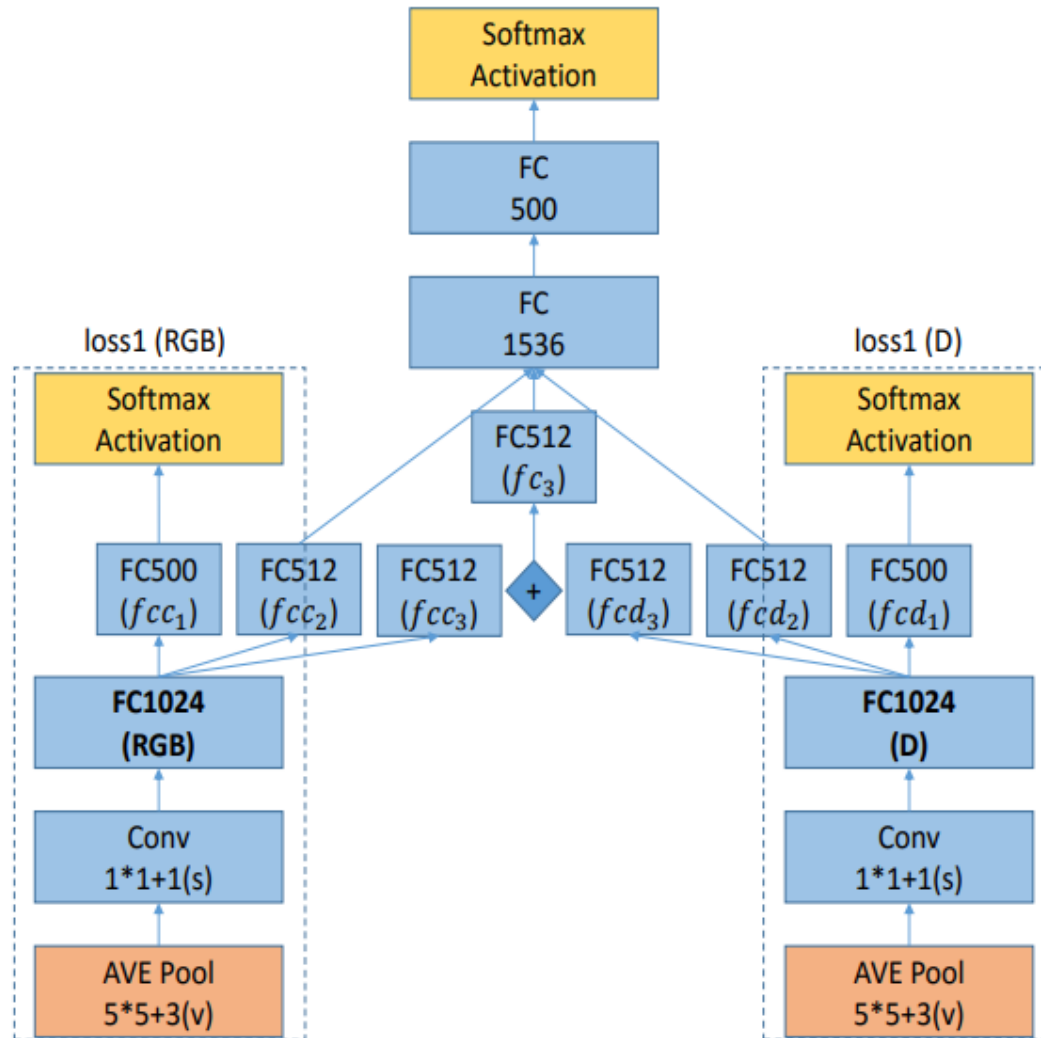 Softmax
Activation
FC
500
FC
1536
loss1 (RGB)
loss1 (D)
Softmax
Activation
FC512
(fc₃)
Softmax
Activation
FC500
(fcc₁)
FC512
(fcc₂)
FC512
(fcc₃)
+
FC512
(fcd₃)
FC512
(fcd₂)
FC500
(fcd₁)
FC1024
(RGB)
FC1024
(D)
Conv
1*1+1(s)
Conv
1*1+1(s)
AVE Pool
5*5+3(v)
AVE Pool
5*5+3(v)